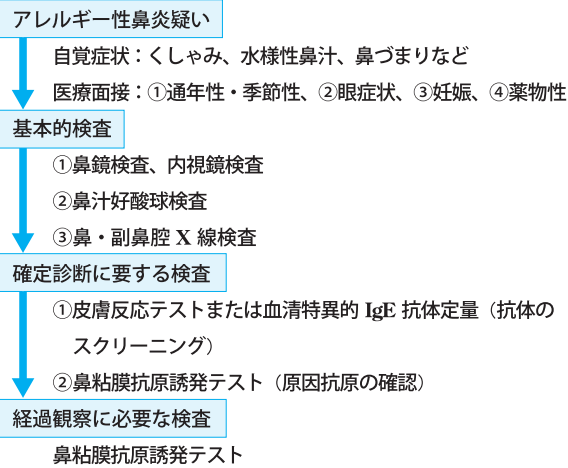 アレルギー性鼻炎疑い
自覚症状：くしゃみ、水様性鼻汁、鼻づまりなど
医療面接：①通年性・季節性、②眼症状、③妊娠、④薬物性
基本的検査
①鼻鏡検査、内視鏡検査
②鼻汁好酸球検査
③鼻・副鼻腔 X 線検査
確定診断に要する検査
①皮膚反応テストまたは血清特異的 IgE 抗体定量（抗体の
スクリーニング）
②鼻粘膜抗原誘発テスト（原因抗原の確認）
経過観察に必要な検査
鼻粘膜抗原誘発テスト